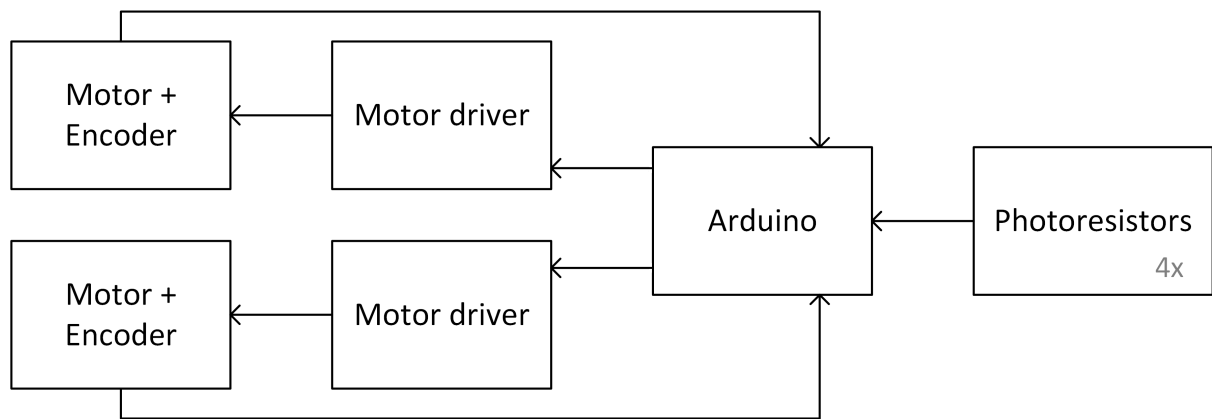 Motor +
Encoder
Motor driver
Arduino
Photoresistors
4x
Motor +
Encoder
Motor driver